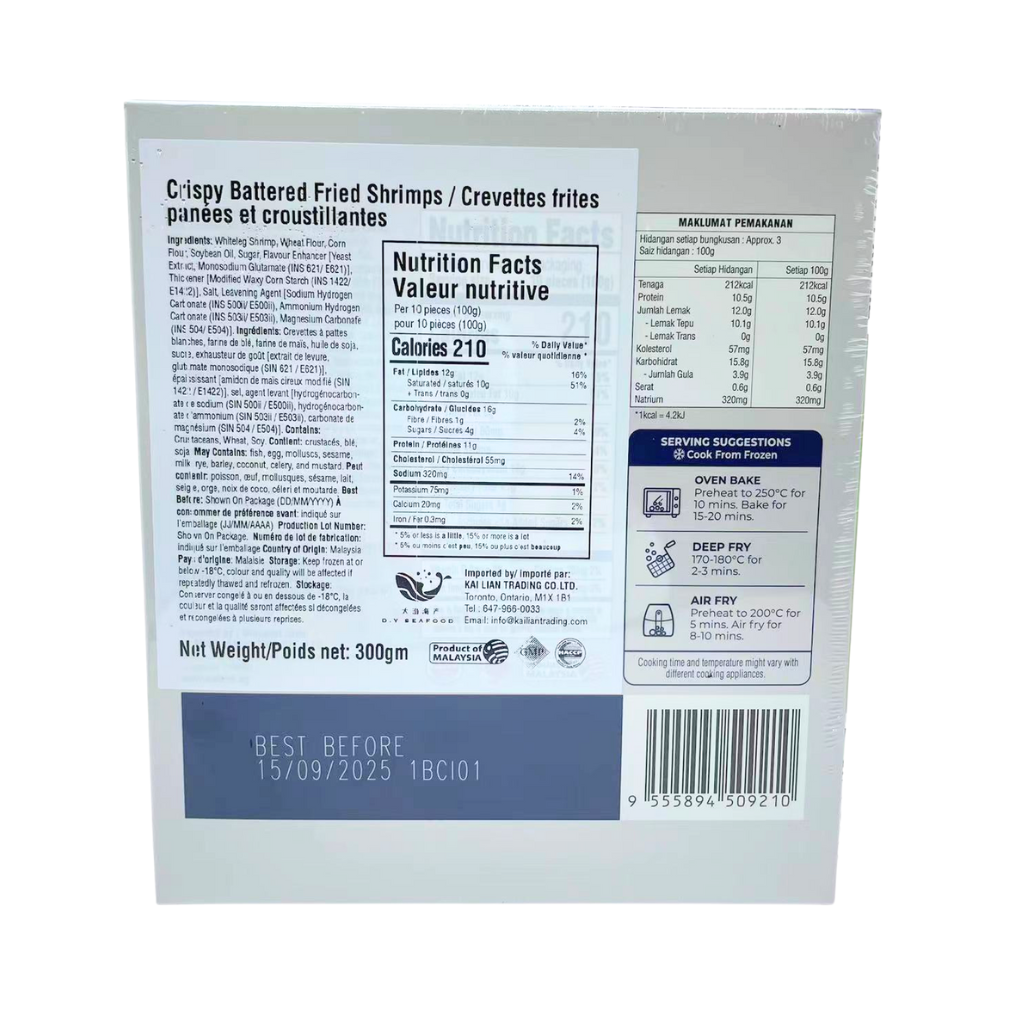 Crispy Battered Fried Shrimps / Crevettes frites
panées et croustillantes
Ingredients: Whiteleg Shrimp, Wheat Flour, Corn
Flour, Soybean Oil, Sugar, Flavour Enhancer [Yeast
Extract, Monosodium Glutamate (INS 621/ E621)],
Thickener [Modified Waxy Corn Starch (INS 1422/
E1422)], Salt, Leavening Agent [Sodium Hydrogen
Carbonate (INS 500ii/ E500ii), Ammonium Hydrogen
Carbonate (INS 503ii/ E503ii), Magnesium Carbonate
(INS 504/ E504)]. Ingrédients: Crevettes à pattes
blanches, farine de blé, farine de maïs, huile de soja,
sucre, exhausteur de goût [extrait de levure,
glutamate monosodique (SIN 621 / E621)],
épaississant [amidon de maïs cireux modifié (SIN
1422 / E1422)], sel, agent levant [hydrogénocarbon-
ate de sodium (SIN 500ii / E500ii), hydrogénocarbon-
ate d'ammonium (SIN 503ii / E503ii), carbonate de
magnésium (SIN 504 / E504)]. Contains:
Crustaceans, Wheat, Soy. Contient: crustacés, blé,
soja. May Contains: fish, egg, molluscs, sesame,
milk, rye, barley, coconut, celery, and mustard. Peut
contenir: poisson, œuf, mollusques, sésame, lait,
seigle, orge, noix de coco, céleri et moutarde. Best
Before: Shown On Package (DD/MM/YYYY) À
consommer de préférence avant: indiqué sur
l'emballage (JJ/MM/AAAA) Production Lot Number:
Shown On Package. Numéro de lot de fabrication:
indiqué sur l'emballage Country of Origin: Malaysia
Pays d'origine: Malaisie Storage: Keep frozen at or
below -18°C, colour and quality will be affected if
repeatedly thawed and refrozen. Stockage:
Conserver congelé à ou en dessous de -18°C, la
couleur et la qualité seront affectées si décongelées
et recongelées à plusieurs reprises.
Net Weight/Poids net: 300gm
Nutrition Facts
Valeur nutritive
Per 10 pieces (100g)
pour 10 pièces (100g)
Calories 210
% Daily Value*
% valeur quotidienne *
Fat / Lipides 12g 16%
Saturated / saturés 10g 51%
+ Trans / trans 0g
Carbohydrate / Glucides 16g
Fibre / Fibres 1g 2%
Sugars / Sucres 4g 4%
Protein / Protéines 11g
Cholesterol / Cholestérol 55mg
Sodium 320mg 14%
Potassium 75mg 1%
Calcium 20mg 2%
Iron / Fer 0.3mg 2%
* 5% or less is a little, 15% or more is a lot
* 5% ou moins c'est peu, 15% ou plus c'est beaucoup
D.Y SEAFOOD
Imported by/ importé par:
KAI LIAN TRADING CO.LTD.
Toronto, Ontario, M1X 1B1
Tel : 647-966-0033
Email: info@kailiantrading.com
Product of
MALAYSIA
GMP
HACCP
Nutrition Facts
210
MAKLUMAT PEMAKANAN
Hidangan setiap bungkusan : Approx. 3
Saiz hidangan : 100g
Setiap Hidangan Setiap 100g
Tenaga 212kcal 212kcal
Protein 10.5g 10.5g
Jumlah Lemak 12.0g 12.0g
- Lemak Tepu 10.1g 10.1g
- Lemak Trans 0g 0g
Kolesterol 57mg 57mg
Karbohidrat 15.8g 15.8g
- Jumlah Gula 3.9g 3.9g
Serat 0.6g 0.6g
Natrium 320mg 320mg
*1kcal = 4.2kJ
SERVING SUGGESTIONS
Cook From Frozen
OVEN BAKE
Preheat to 250°C for
10 mins. Bake for
15-20 mins.
DEEP FRY
170-180°C for
2-3 mins.
AIR FRY
Preheat to 200°C for
5 mins. Air fry for
8-10 mins.
Cooking time and temperature might vary with
different cooking appliances.
BEST BEFORE
15/09/2025 1BCI01
9 555894 509210